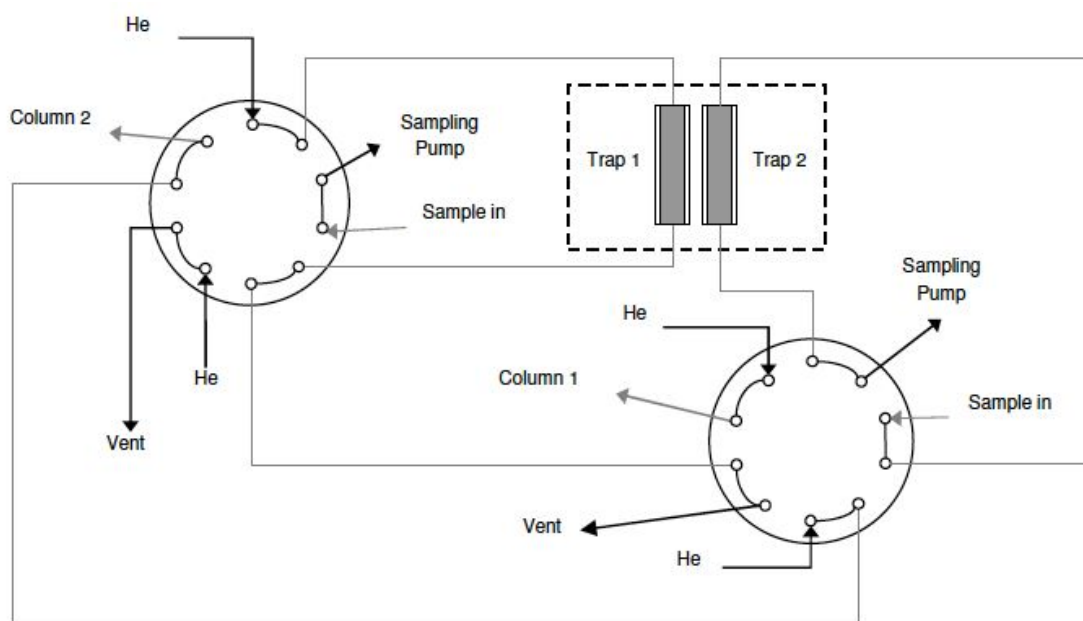 He
Column 2
Sampling
Pump
Sample in
He
Vent
Trap 1
Trap 2
Sampling
Pump
He
Column 1
Sample in
Vent
He